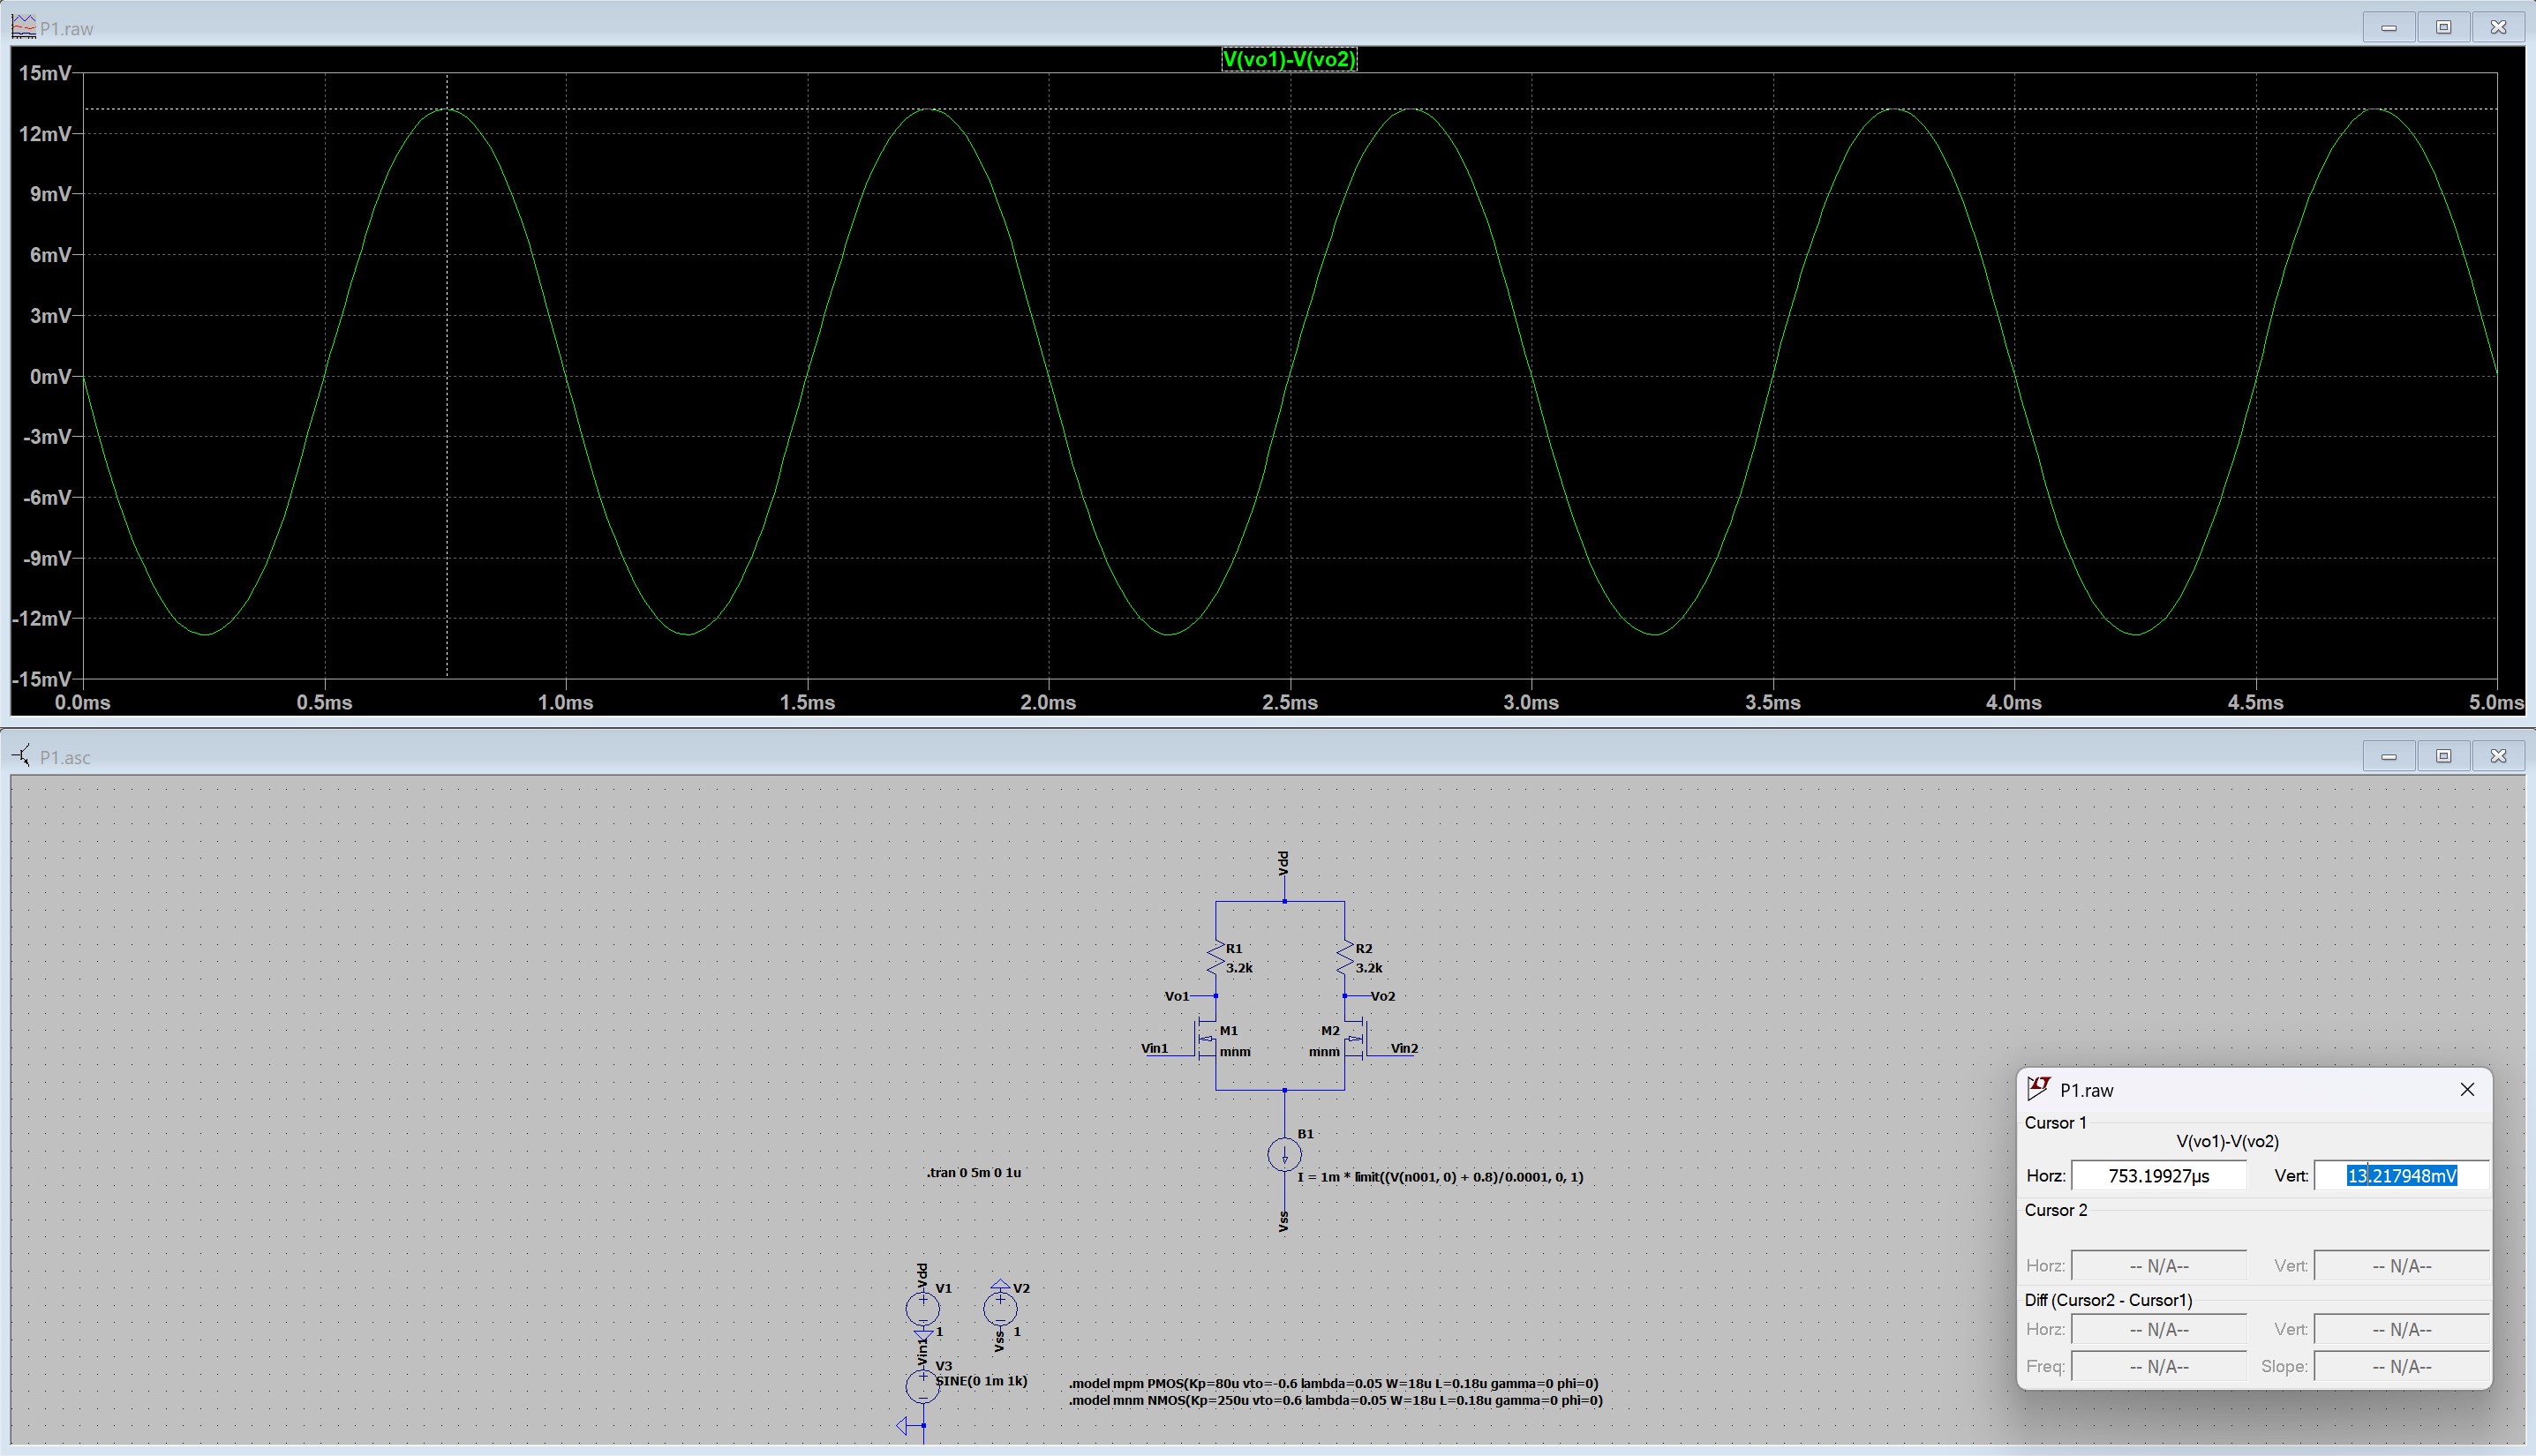 P1.raw
V(vo1)-V(vo2)
15mV
12mV
9mV
6mV
3mV
0mV
-3mV
-6mV
-9mV
-12mV
-15mV
0.0ms 0.5ms 1.0ms 1.5ms 2.0ms 2.5ms 3.0ms 3.5ms 4.0ms 4.5ms 5.0ms
P1.asc
Vdd
R1
3.2k
R2
3.2k
Vo1
Vo2
M1
mnm
M2
mnm
Vin1
Vin2
B1
I = 1m * limit((V(n001, 0) + 0.8)/0.0001, 0, 1)
Vss
.tran 0 5m 0 1u
Vdd
V1
1
V2
1
Vss
Vin1
V3
SINE(0 1m 1k)
.model mpm PMOS(Kp=80u vto=-0.6 lambda=0.05 W=18u L=0.18u gamma=0 phi=0)
.model mnm NMOS(Kp=250u vto=0.6 lambda=0.05 W=18u L=0.18u gamma=0 phi=0)
P1.raw
Cursor 1
V(vo1)-V(vo2)
Horz: 753.19927µs Vert: 13.217948mV
Cursor 2
Horz: -- N/A-- Vert: -- N/A--
Diff (Cursor2 - Cursor1)
Horz: -- N/A-- Vert: -- N/A--
Freq: -- N/A-- Slope: -- N/A--